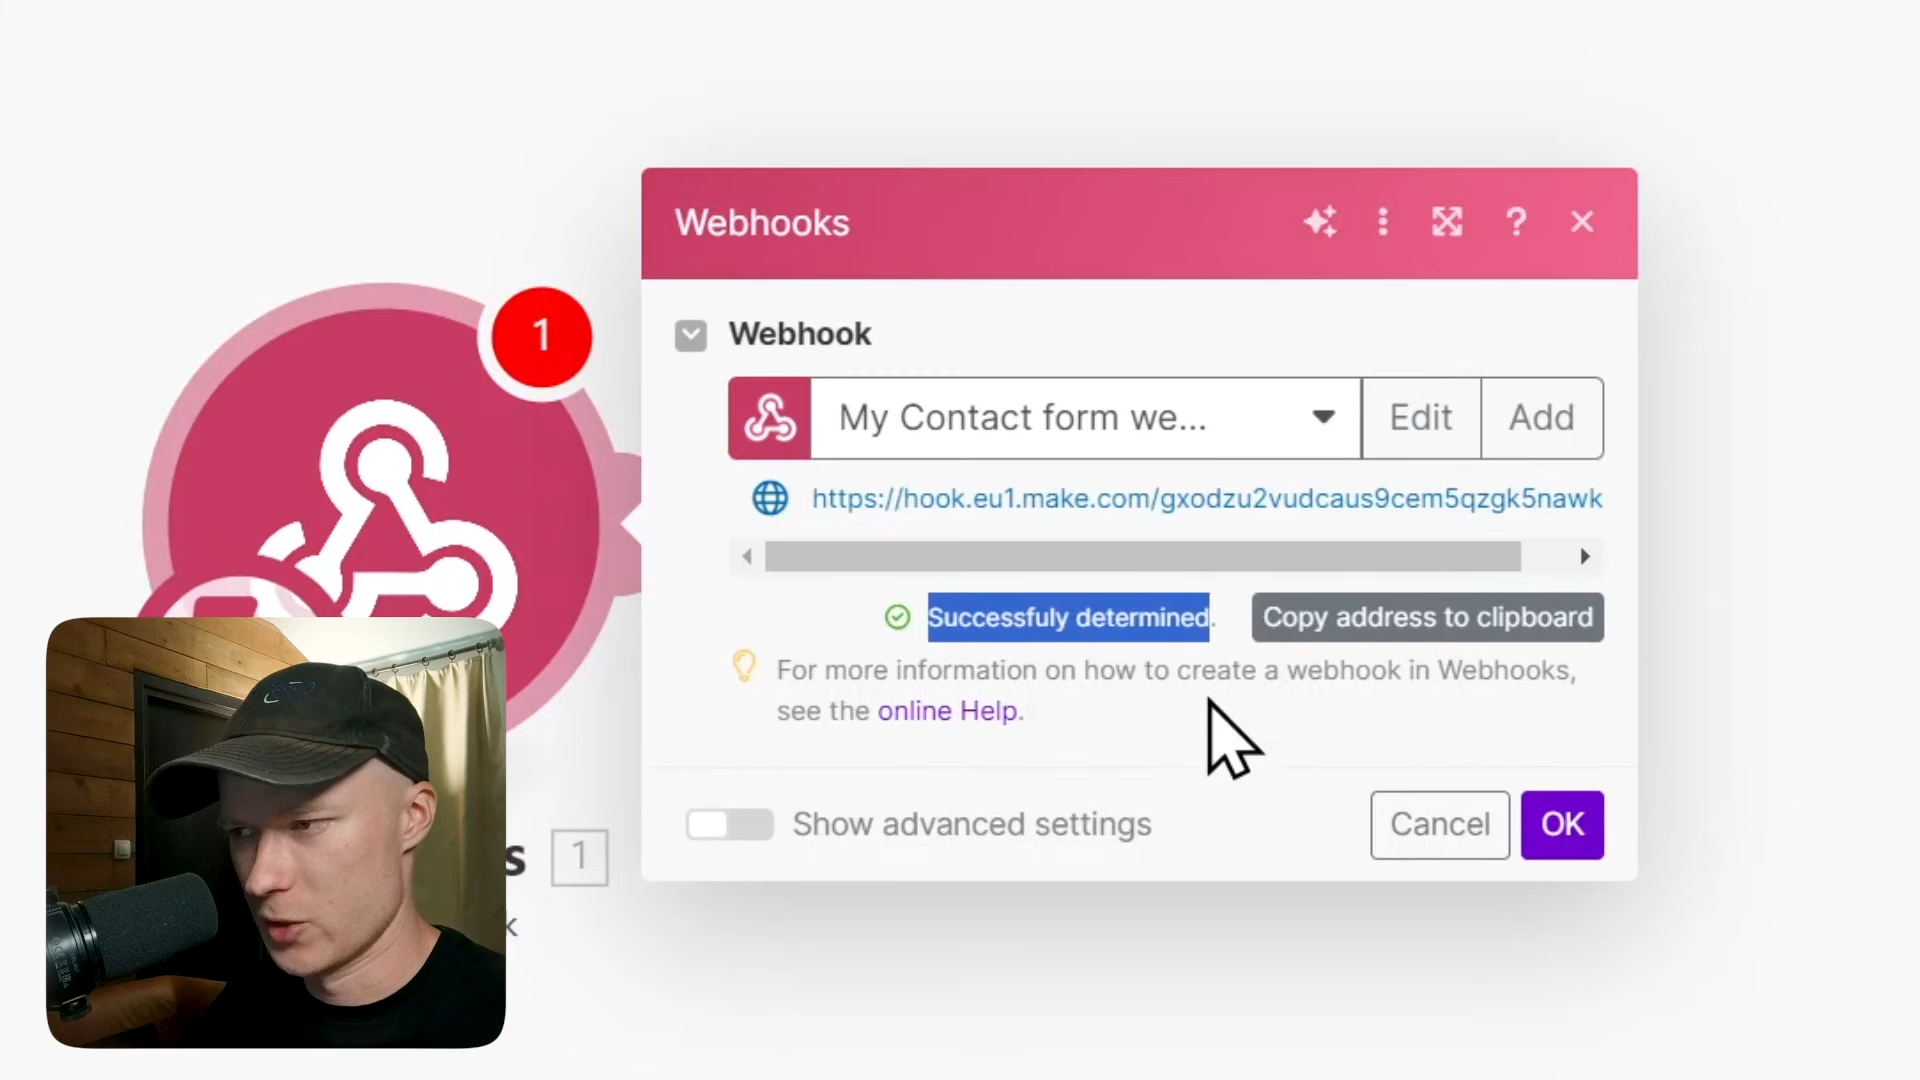 Webhooks
1
Webhook
My Contact form we...
Edit
Add
https://hook.eu1.make.com/gxodzu2vudcaus9cem5qzgk5nawk
Successfuly determined.
Copy address to clipboard
For more information on how to create a webhook in Webhooks,
see the online Help.
Show advanced settings
Cancel
OK
s
1
k